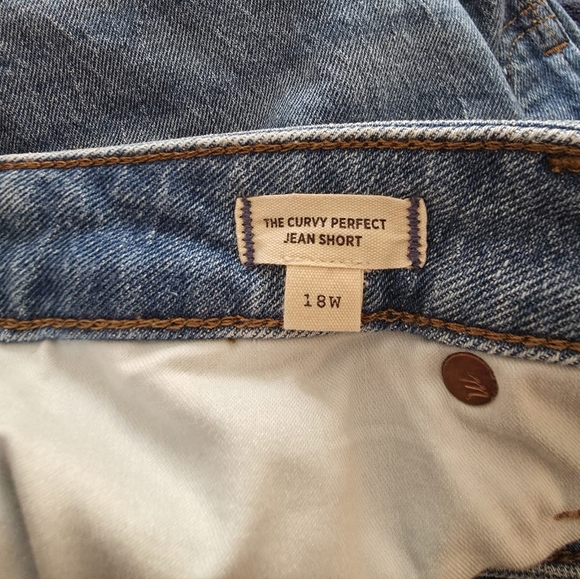 THE CURVY PERFECT
JEAN SHORT
18W